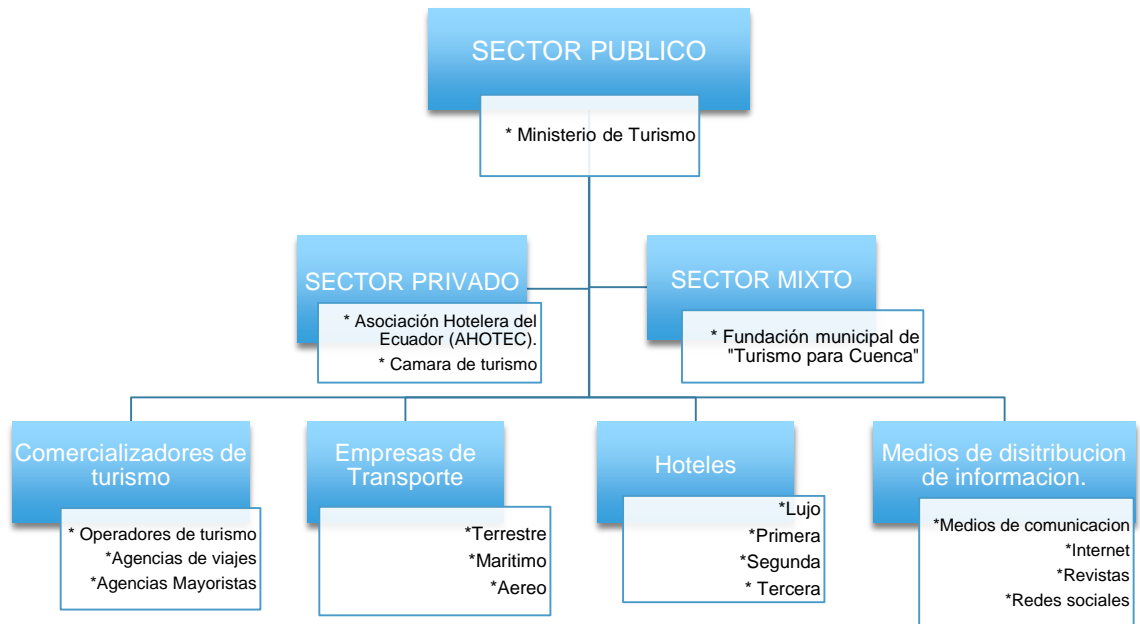 SECTOR PUBLICO
* Ministerio de Turismo
SECTOR PRIVADO
* Asociación Hotelera del
Ecuador (AHOTEC).
* Camara de turismo
SECTOR MIXTO
* Fundación municipal de
"Turismo para Cuenca"
Comercializadores de
turismo
* Operadores de turismo
*Agencias de viajes
*Agencias Mayoristas
Empresas de
Transporte
*Terrestre
*Maritimo
*Aereo
Hoteles
*Lujo
*Primera
*Segunda
* Tercera
Medios de disitribucion
de informacion.
*Medios de comunicacion
*Internet
*Revistas
*Redes sociales